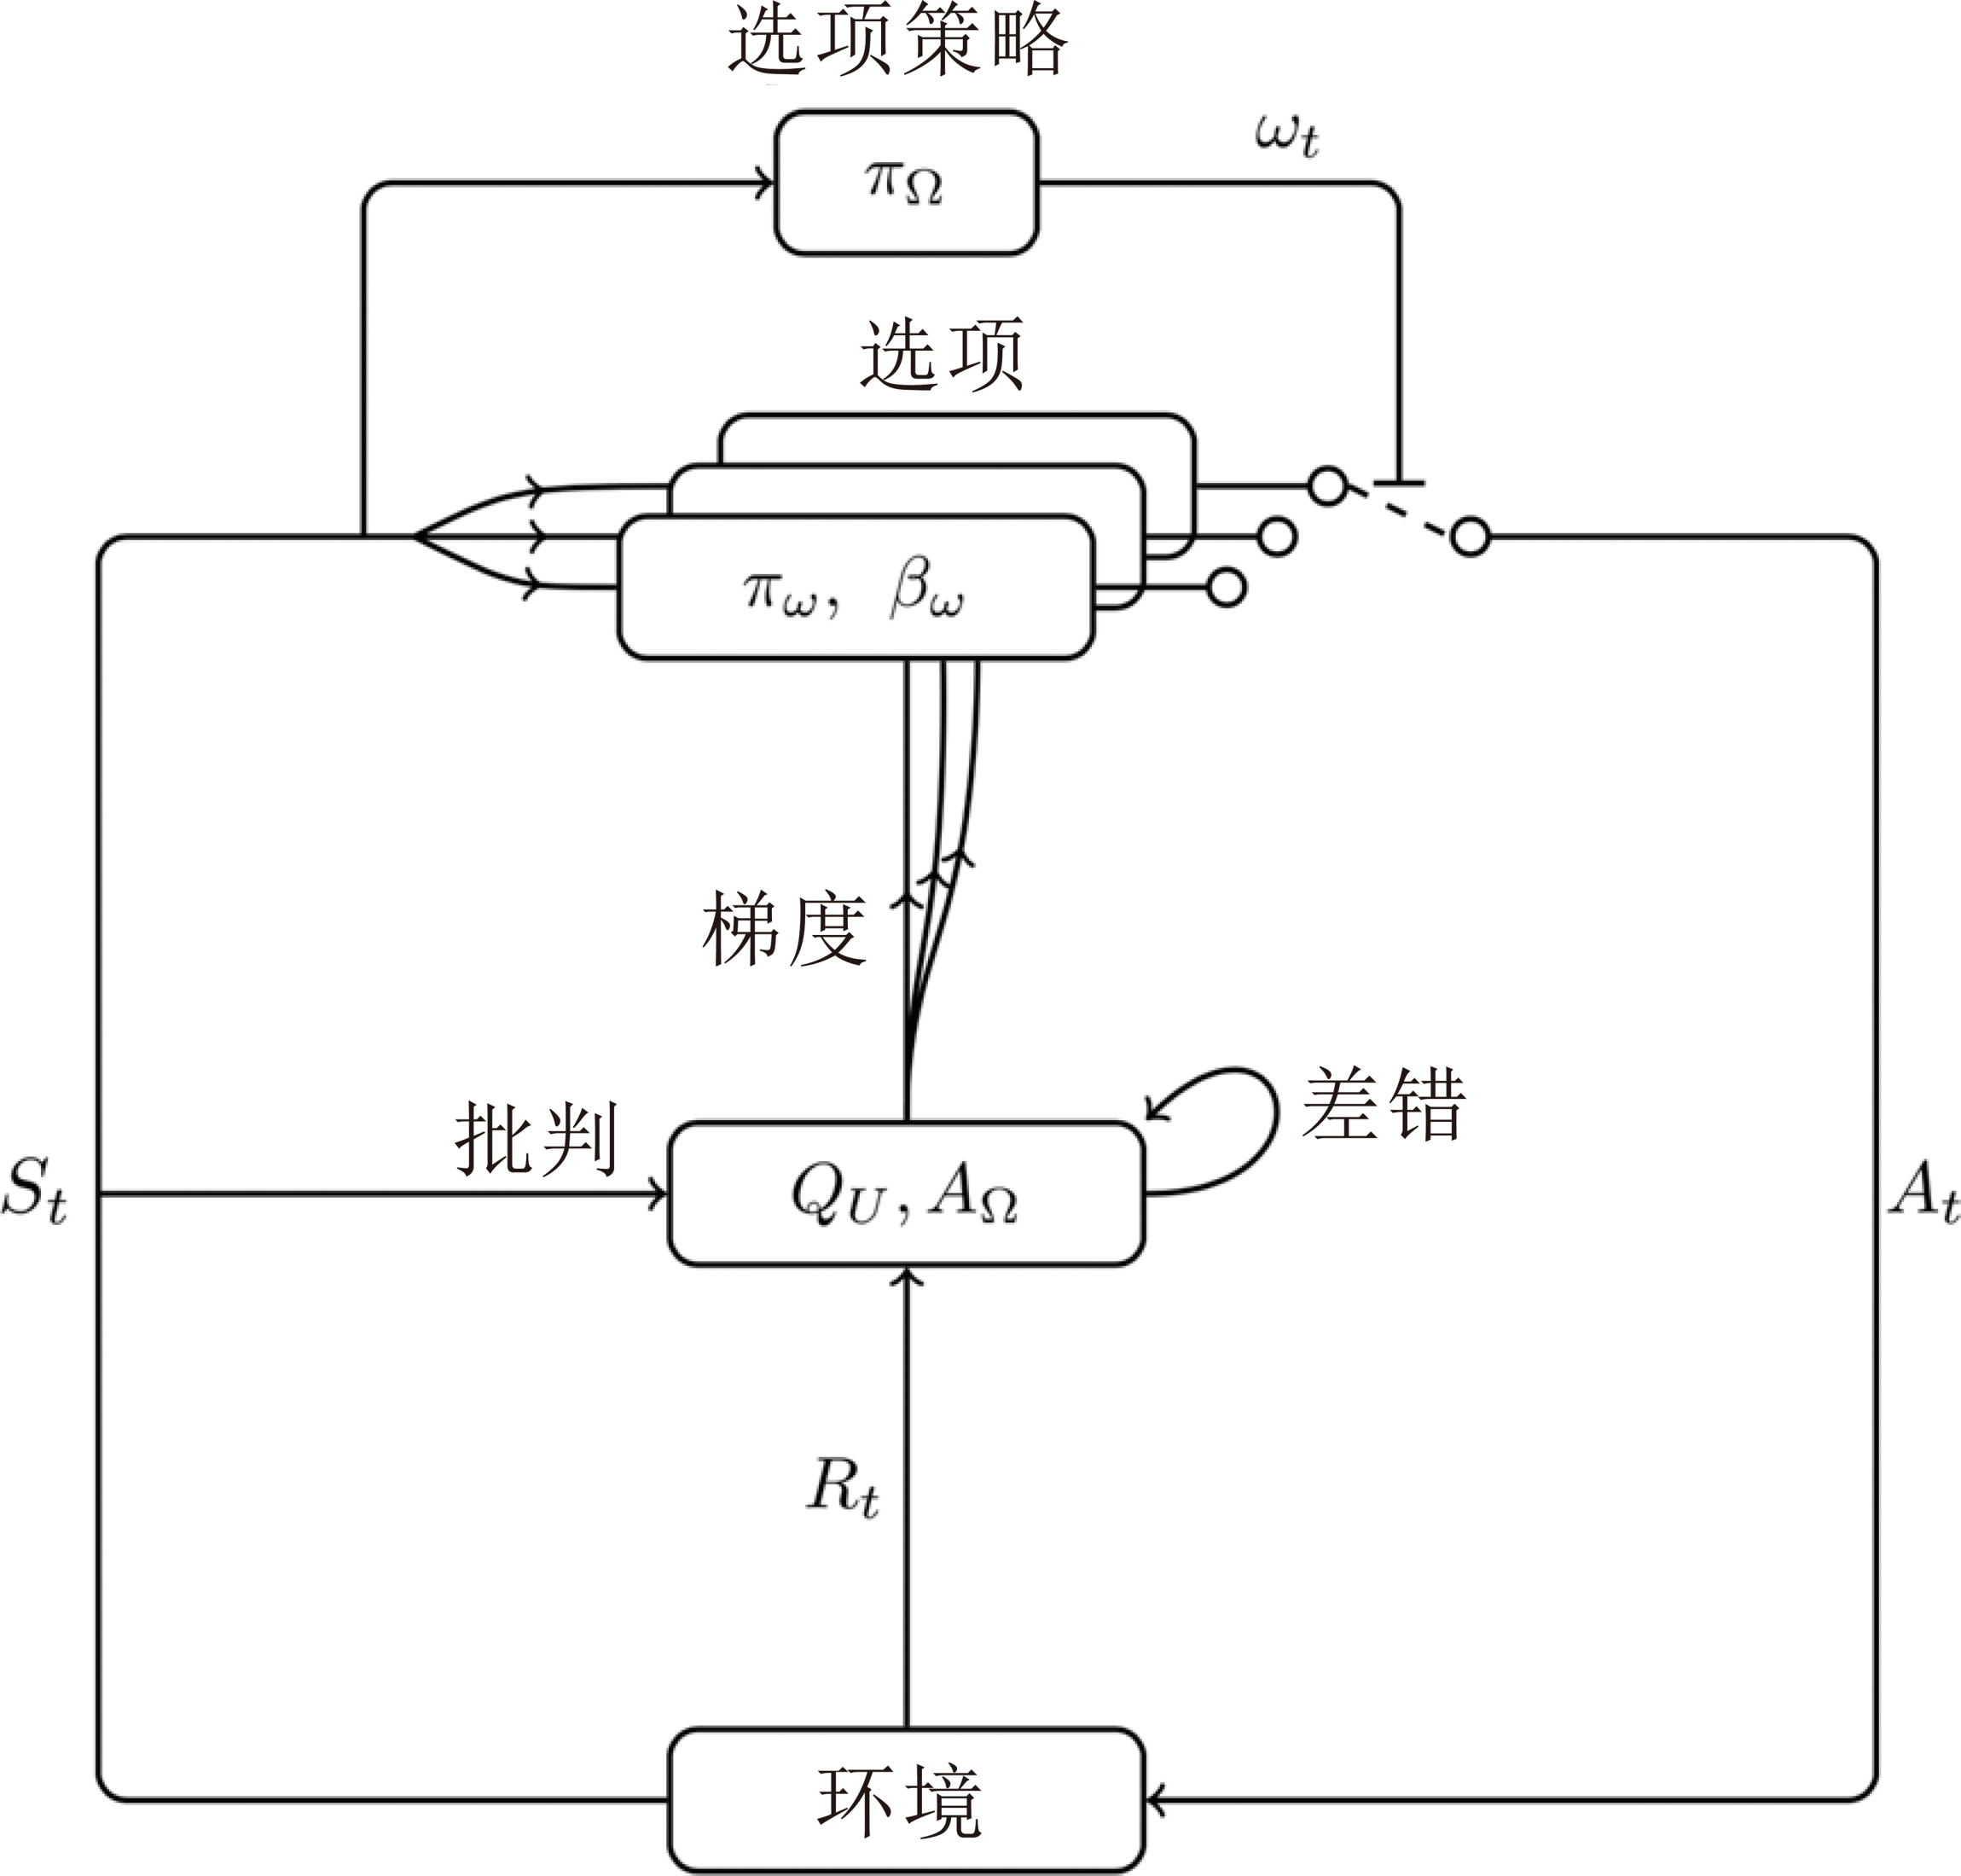 选项策略
π_Ω
ω_t
选项
π_ω, β_ω
梯度
差错
批判
S_t
Q_U, A_Ω
A_t
R_t
环境